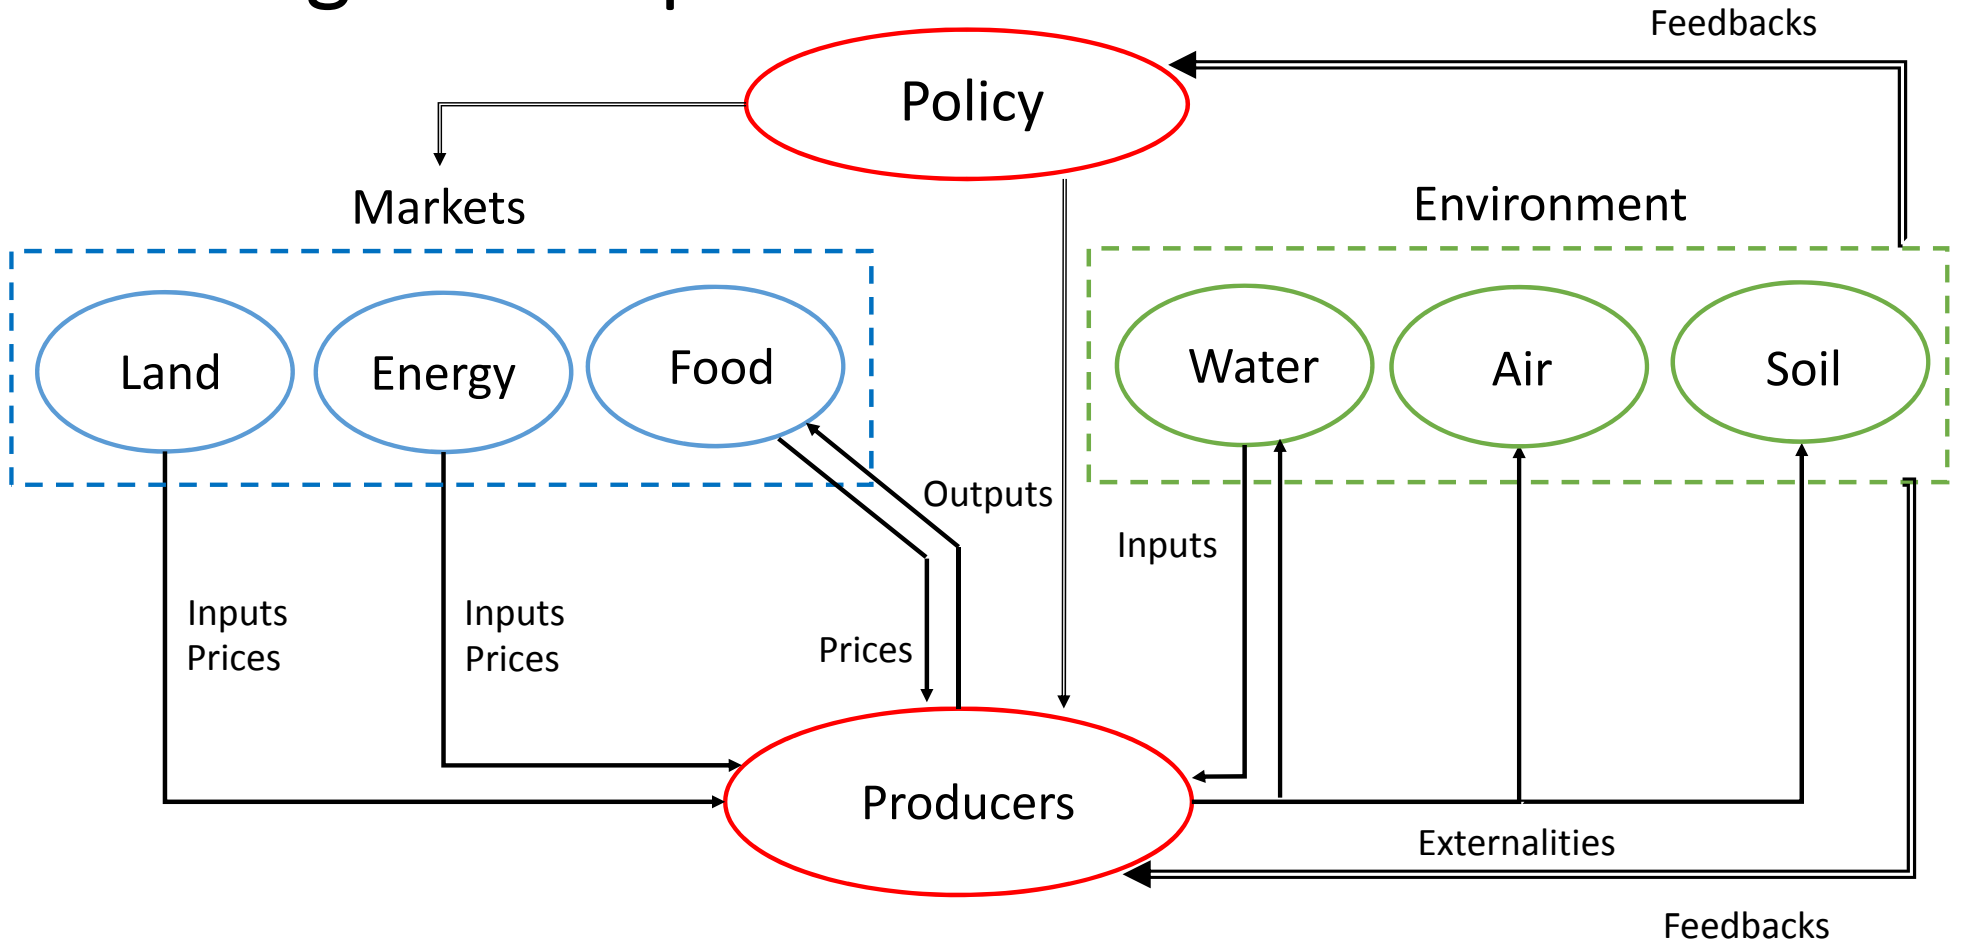 Feedbacks
Policy
Markets
Environment
Land
Energy
Food
Water
Air
Soil
Outputs
Inputs
Inputs
Prices
Inputs
Prices
Prices
Producers
Externalities
Feedbacks